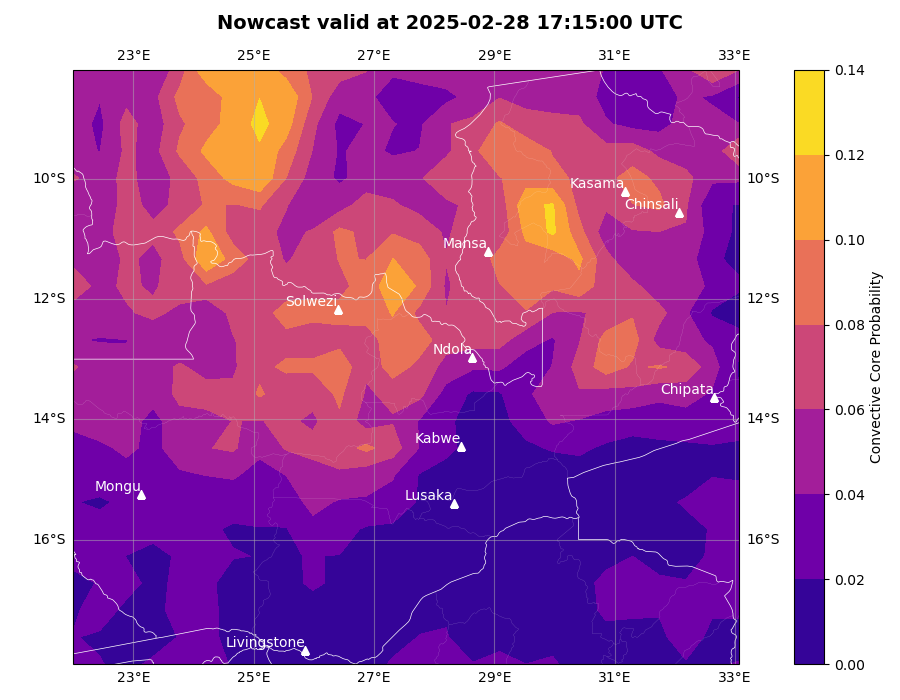 Nowcast valid at 2025-02-28 17:15:00 UTC
23°E 25°E 27°E 29°E 31°E 33°E
0.14
0.12
10°S Kasama 10°S
Chinsali
0.10
Mansa
12°S 12°S
Solwezi
0.08
Ndola
Chipata
14°S 14°S
0.06
Kabwe
Mongu
Lusaka
0.04
16°S 16°S
0.02
Livingstone
0.00
23°E 25°E 27°E 29°E 31°E 33°E
Convective Core Probability